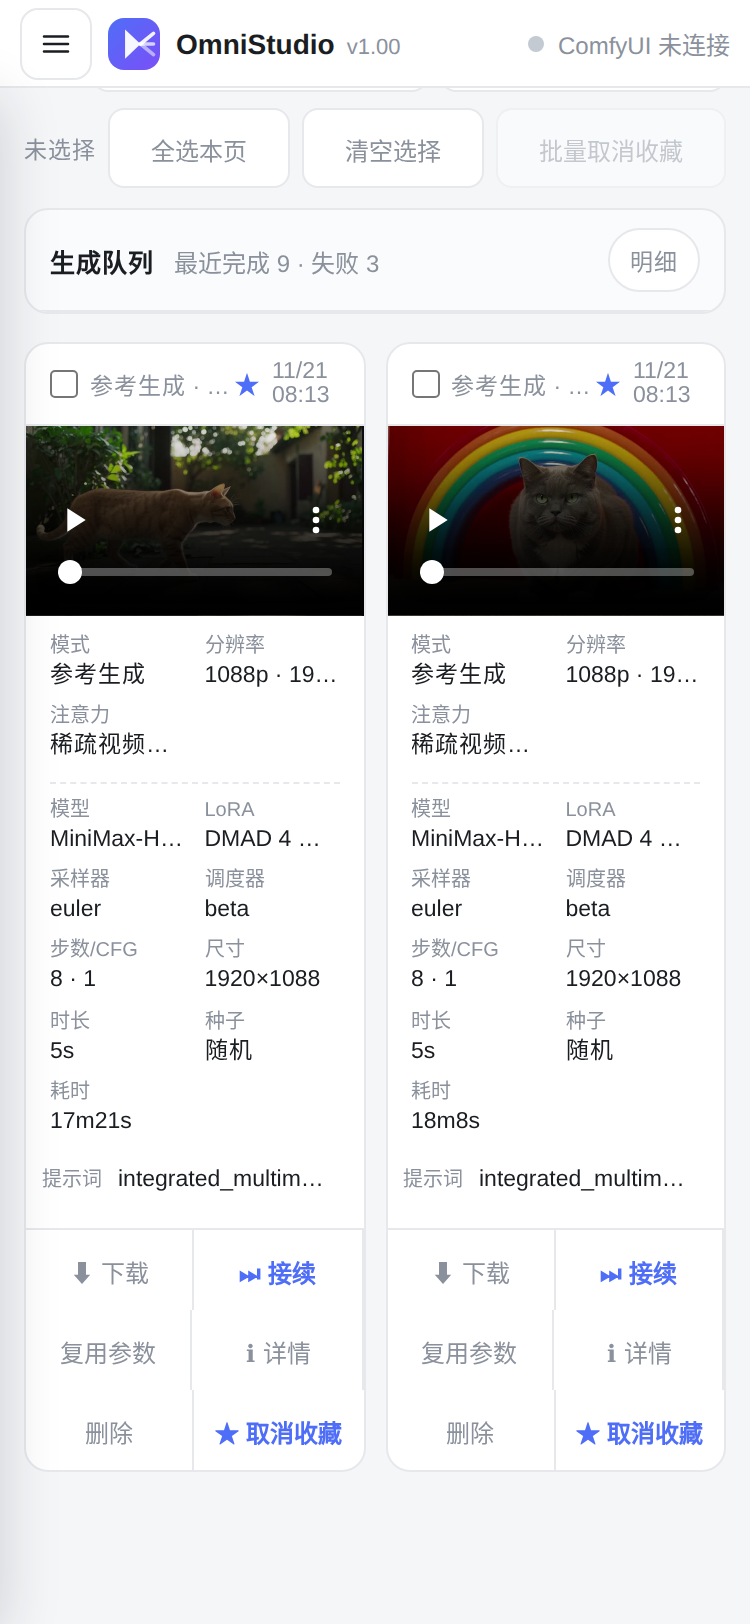 OmniStudio v1.00 ComfyUI 未连接
未选择 全选本页 清空选择 批量取消收藏
生成队列 最近完成 9 · 失败 3 明细
参考生成 · … ★ 11/21 08:13
模式 分辨率
参考生成 1088p · 19…
注意力
稀疏视频…
模型 LoRA
MiniMax-H… DMAD 4 …
采样器 调度器
euler beta
步数/CFG 尺寸
8 · 1 1920×1088
时长 种子
5s 随机
耗时
17m21s
提示词 integrated_multim…
⬇ 下载 ⏭ 接续
复用参数 ℹ 详情
删除 ★ 取消收藏
参考生成 · … ★ 11/21 08:13
模式 分辨率
参考生成 1088p · 19…
注意力
稀疏视频…
模型 LoRA
MiniMax-H… DMAD 4 …
采样器 调度器
euler beta
步数/CFG 尺寸
8 · 1 1920×1088
时长 种子
5s 随机
耗时
18m8s
提示词 integrated_multim…
⬇ 下载 ⏭ 接续
复用参数 ℹ 详情
删除 ★ 取消收藏